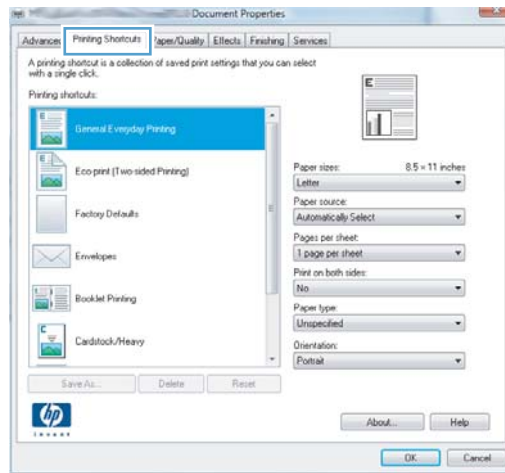 Document Properties
Advanced
Printing Shortcuts
Paper/Quality
Effects
Finishing
Services
A printing shortcut is a collection of saved print settings that you can select
with a single click.
Printing shortcuts:
General Everyday Printing
Eco-print (Two-sided Printing)
Factory Defaults
Envelopes
Booklet Printing
Cardstock/Heavy
Save As...
Delete
Reset
E
Paper sizes:
8.5 × 11 inches
Letter
Paper source:
Automatically Select
Pages per sheet:
1 page per sheet
Print on both sides:
No
Paper type:
Unspecified
Orientation:
Portrait
hp
invent
About...
Help
OK
Cancel